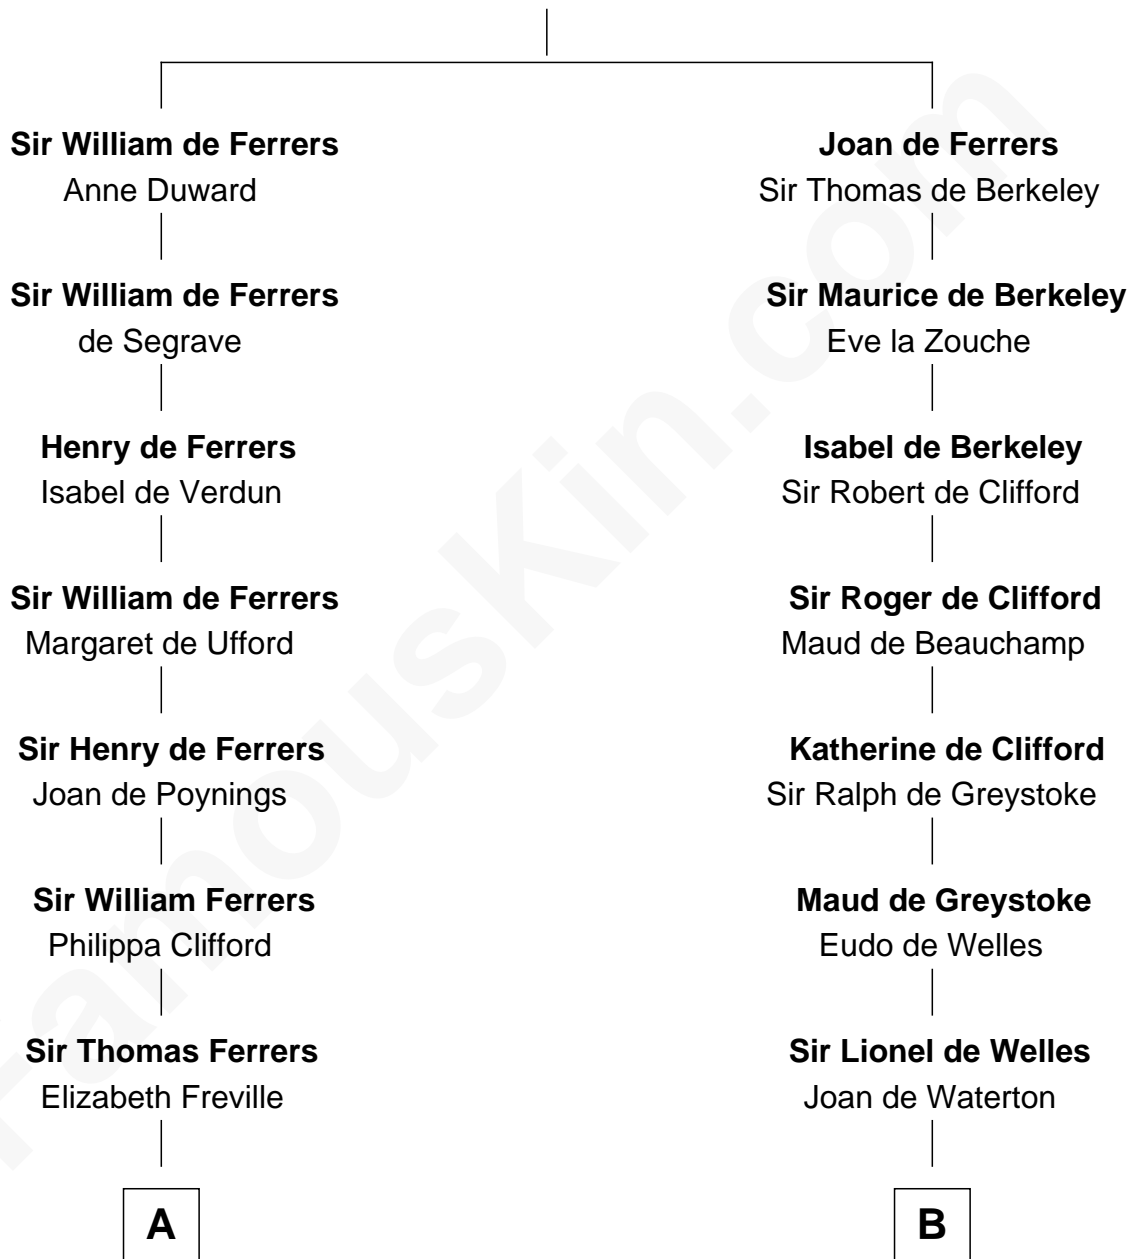 Sir William de Ferrers
Anne Duward
Sir William de Ferrers
de Segrave
Henry de Ferrers
Isabel de Verdun
Sir William de Ferrers
Margaret de Ufford
Sir Henry de Ferrers
Joan de Poynings
Sir William Ferrers
Philippa Clifford
Sir Thomas Ferrers
Elizabeth Freville
A
Joan de Ferrers
Sir Thomas de Berkeley
Sir Maurice de Berkeley
Eve la Zouche
Isabel de Berkeley
Sir Robert de Clifford
Sir Roger de Clifford
Maud de Beauchamp
Katherine de Clifford
Sir Ralph de Greystoke
Maud de Greystoke
Eudo de Welles
Sir Lionel de Welles
Joan de Waterton
B
FamousKin.com